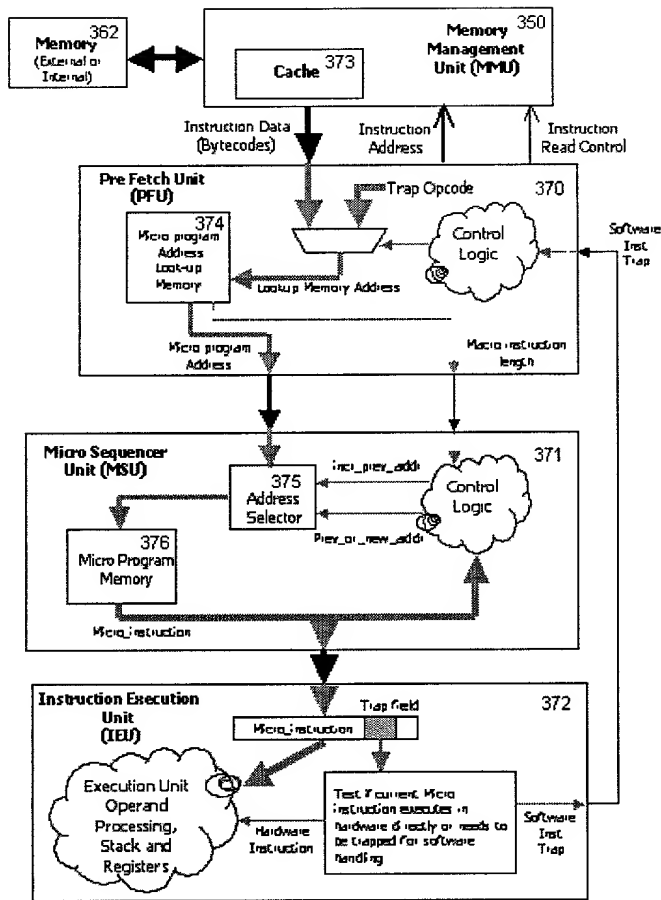 362
Memory
(External or
Internal)
350
Memory
Management
Unit (MMU)
373
Cache
Instruction Data
(Bytecodes)
Instruction
Address
Instruction
Read Control
Pre Fetch Unit
(PFU)
370
Trap Opcode
374
Micro program
Address
Look-up
Memory
Control
Logic
Software
Inst
Trap
Lookup Memory Address
Micro program
Address
Macro instruction
length
Micro Sequencer
Unit (MSU)
371
375
Address
Selector
incr_prev_addr
Control
Logic
Prev_or_new_addr
376
Micro Program
Memory
Micro_instruction
Instruction Execution
Unit
(IEU)
372
Trap field
Micro_instruction
Execution Unit
Operand
Processing,
Stack and
Registers
Hardware
Instruction
Test if current Micro
instruction executes in
hardware directly or needs to
be trapped for software
handling
Software
Inst
Trap